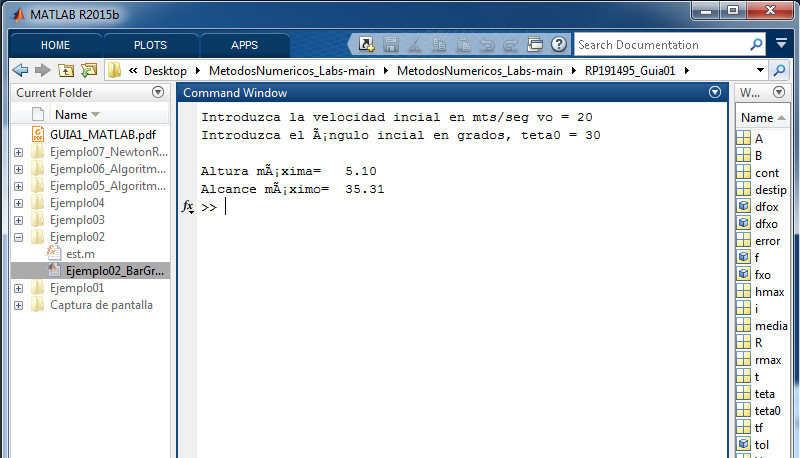 MATLAB R2015b
HOME PLOTS APPS Search Documentation
Desktop MetodosNumericos_Labs-main MetodosNumericos_Labs-main RP191495_Guia01
Current Folder
Name
GUIA1_MATLAB.pdf
Ejemplo07_NewtonR...
Ejemplo06_Algoritm...
Ejemplo05_Algoritm...
Ejemplo04
Ejemplo03
Ejemplo02
est.m
Ejemplo02_BarGr...
Ejemplo01
Captura de pantalla
Command Window
Introduzca la velocidad incial en mts/seg vo = 20
Introduzca el Ã¡ngulo incial en grados, teta0 = 30
Altura mÃ¡xima= 5.10
Alcance mÃ¡ximo= 35.31
fx >>
W...
Name
A
B
cont
destip
dfox
dfxo
error
f
fxo
hmax
i
media
R
rmax
t
teta
teta0
tf
tol